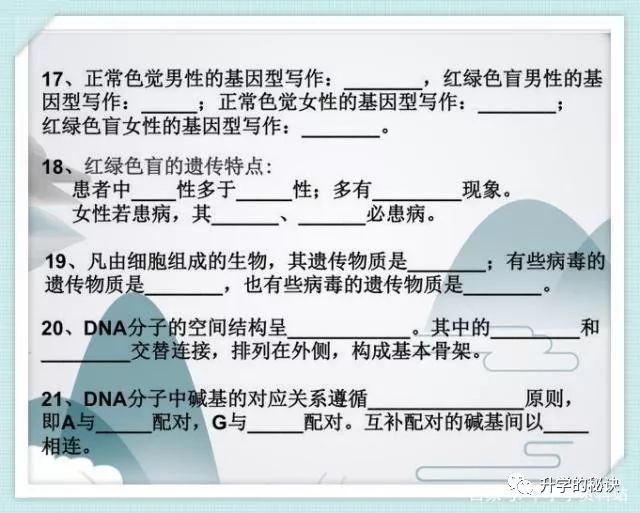 17、正常色觉男性的基因型写作：_______，红绿色盲男性的基
因型写作：_____；正常色觉女性的基因型写作：_______；
红绿色盲女性的基因型写作：_______。
18、红绿色盲的遗传特点：
患者中____性多于_____性；多有________现象。
女性若患病，其______、______必患病。
19、凡由细胞组成的生物，其遗传物质是_______；有些病毒的
遗传物质是_______，也有些病毒的遗传物质是_______。
20、DNA分子的空间结构呈___________。其中的________和
________交替连接，排列在外侧，构成基本骨架。
21、DNA分子中碱基的对应关系遵循______________原则，
即A与_____配对，G与_____配对。互补配对的碱基间以____
相连。
升学的秘诀